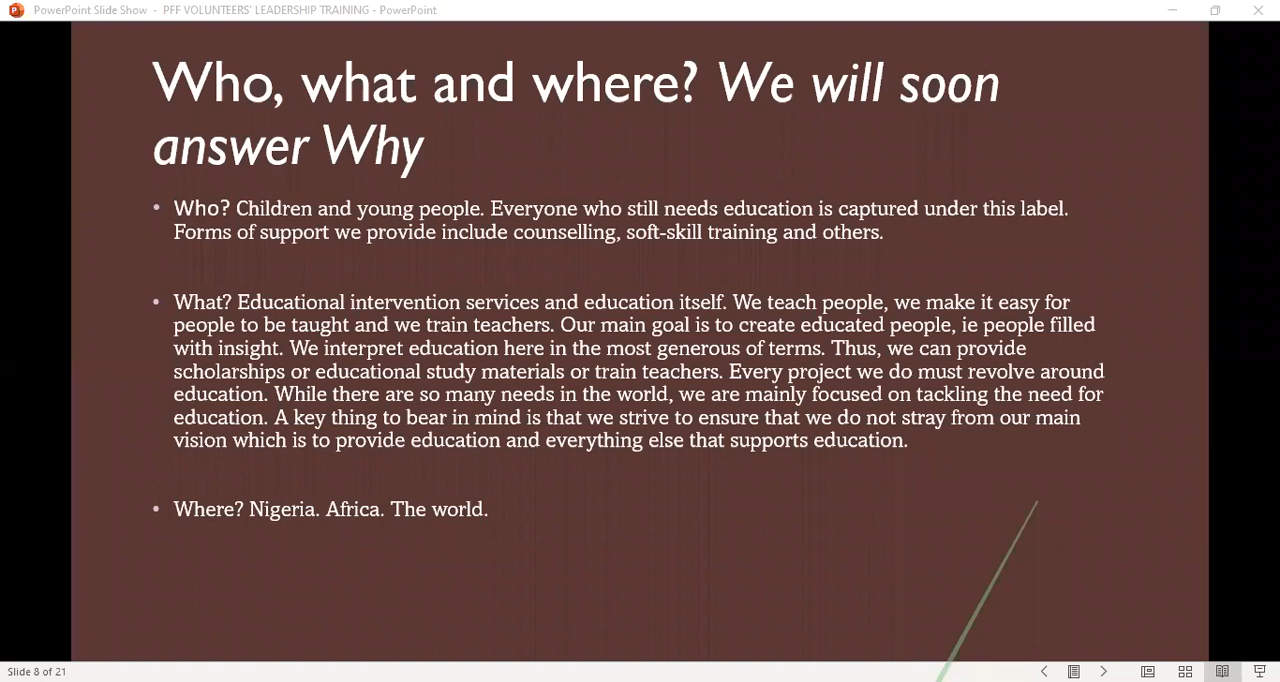 PowerPoint Slide Show - PFF VOLUNTEERS' LEADERSHIP TRAINING - PowerPoint
Who, what and where? We will soon
answer Why
• Who? Children and young people. Everyone who still needs education is captured under this label.
Forms of support we provide include counselling, soft-skill training and others.
• What? Educational intervention services and education itself. We teach people, we make it easy for
people to be taught and we train teachers. Our main goal is to create educated people, ie people filled
with insight. We interpret education here in the most generous of terms. Thus, we can provide
scholarships or educational study materials or train teachers. Every project we do must revolve around
education. While there are so many needs in the world, we are mainly focused on tackling the need for
education. A key thing to bear in mind is that we strive to ensure that we do not stray from our main
vision which is to provide education and everything else that supports education.
• Where? Nigeria. Africa. The world.
Slide 8 of 21